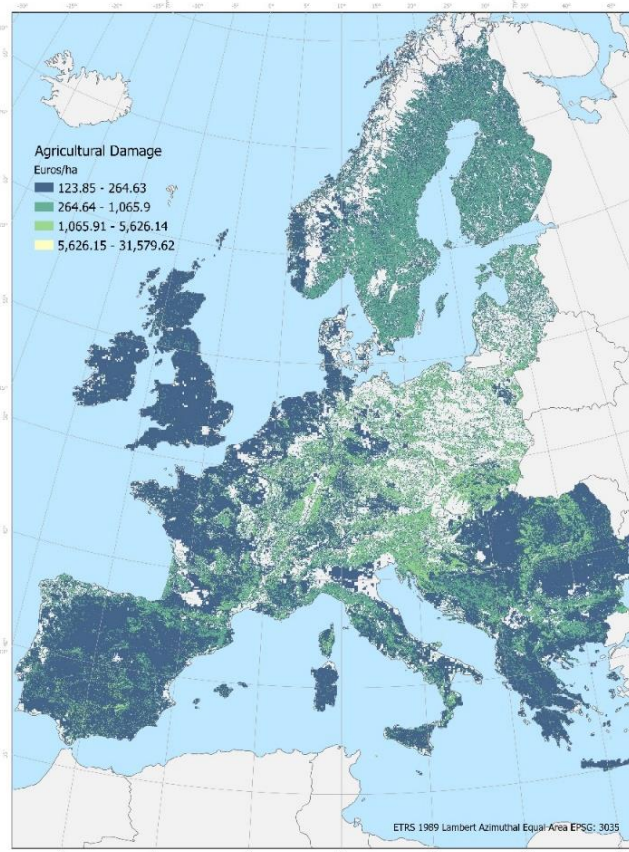 Agricultural Damage
Euros/ha
123.85 - 264.63
264.64 - 1,065.9
1,065.91 - 5,626.14
5,626.15 - 31,579.62
ETRS 1989 Lambert Azimuthal Equal Area EPSG: 3035